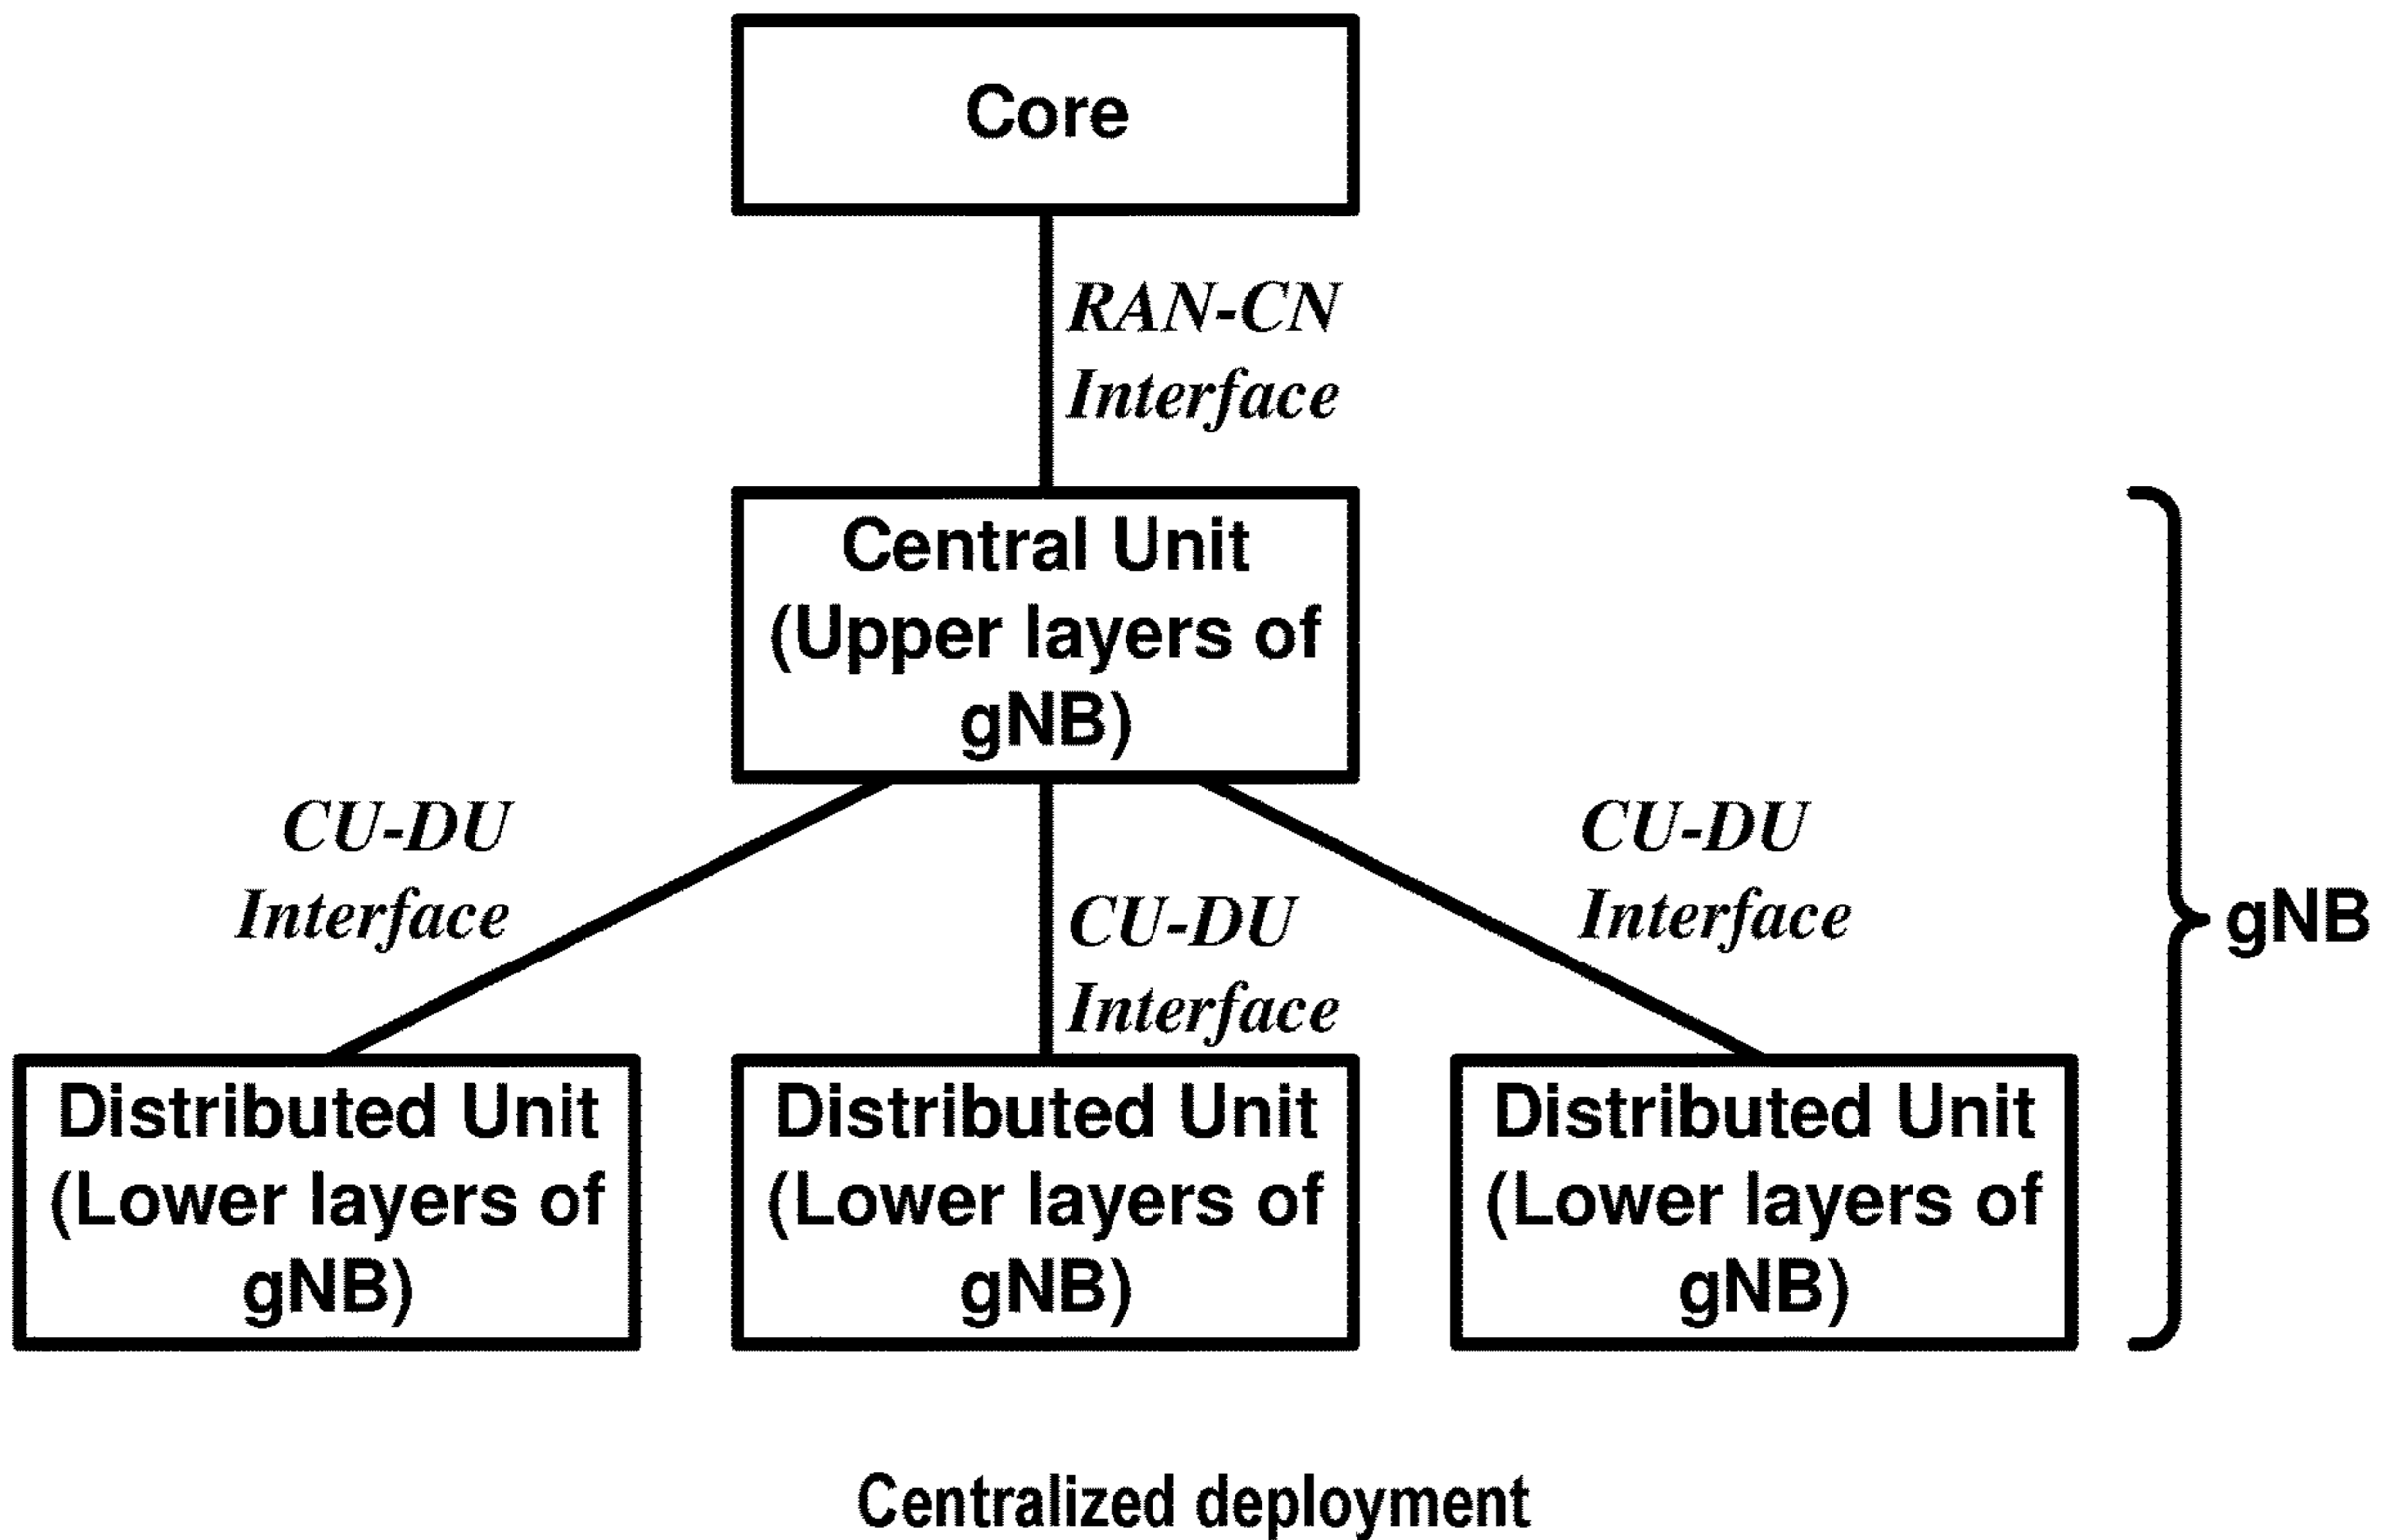 Core
RAN-CN
Interface
Central Unit
(Upper layers of
gNB)
CU-DU
Interface
CU-DU
Interface
CU-DU
Interface
gNB
Distributed Unit
(Lower layers of
gNB)
Distributed Unit
(Lower layers of
gNB)
Distributed Unit
(Lower layers of
gNB)
Centralized deployment